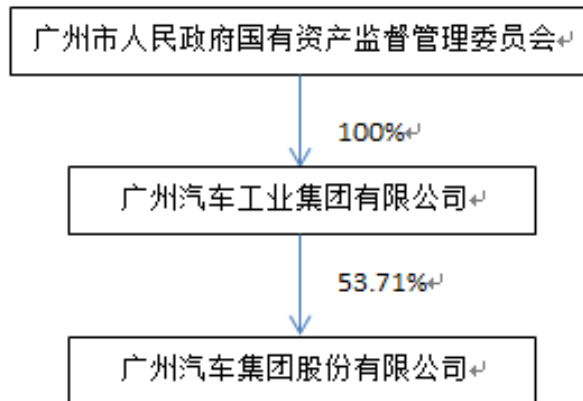 广州市人民政府国有资产监督管理委员会↵
100%↵
广州汽车工业集团有限公司↵
53.71%↵
广州汽车集团股份有限公司↵